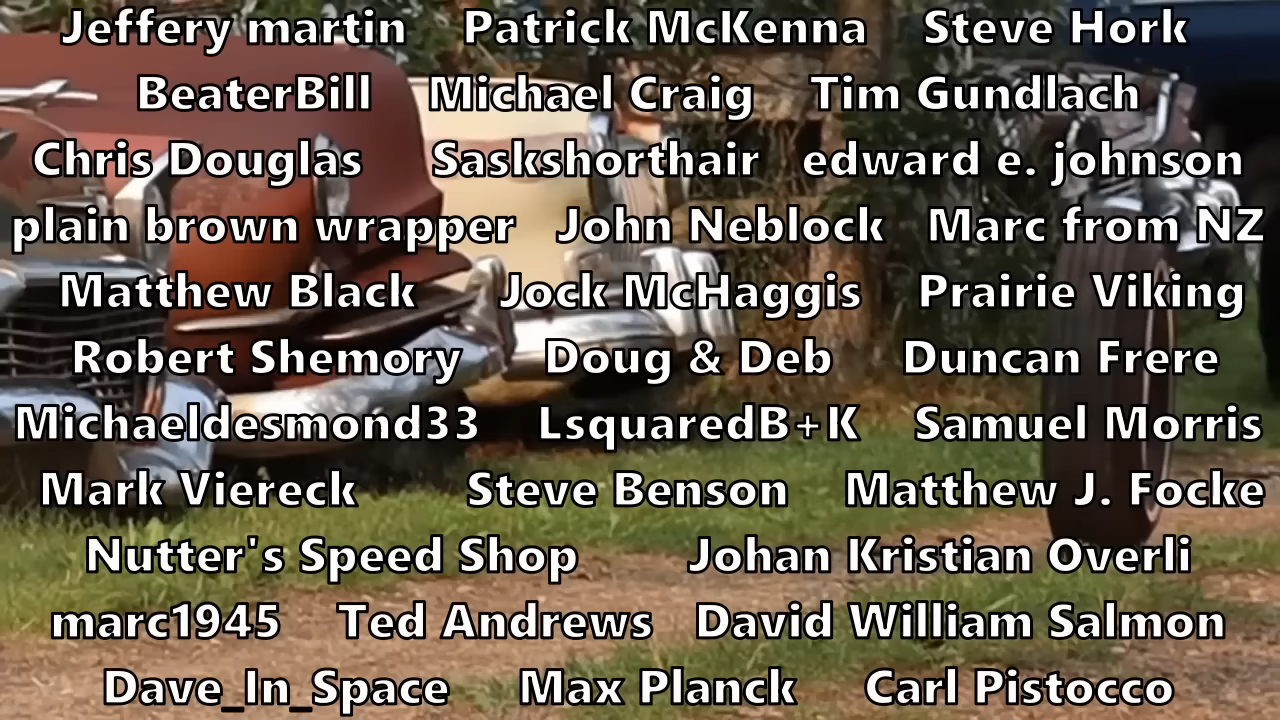 Jeffery martin Patrick McKenna Steve Hork
BeaterBill Michael Craig Tim Gundlach
Chris Douglas Saskshorthair edward e. johnson
plain brown wrapper John Neblock Marc from NZ
Matthew Black Jock McHaggis Prairie Viking
Robert Shemory Doug & Deb Duncan Frere
Michaeldesmond33 LsquaredB+K Samuel Morris
Mark Viereck Steve Benson Matthew J. Focke
Nutter's Speed Shop Johan Kristian Overli
marc1945 Ted Andrews David William Salmon
Dave_In_Space Max Planck Carl Pistocco